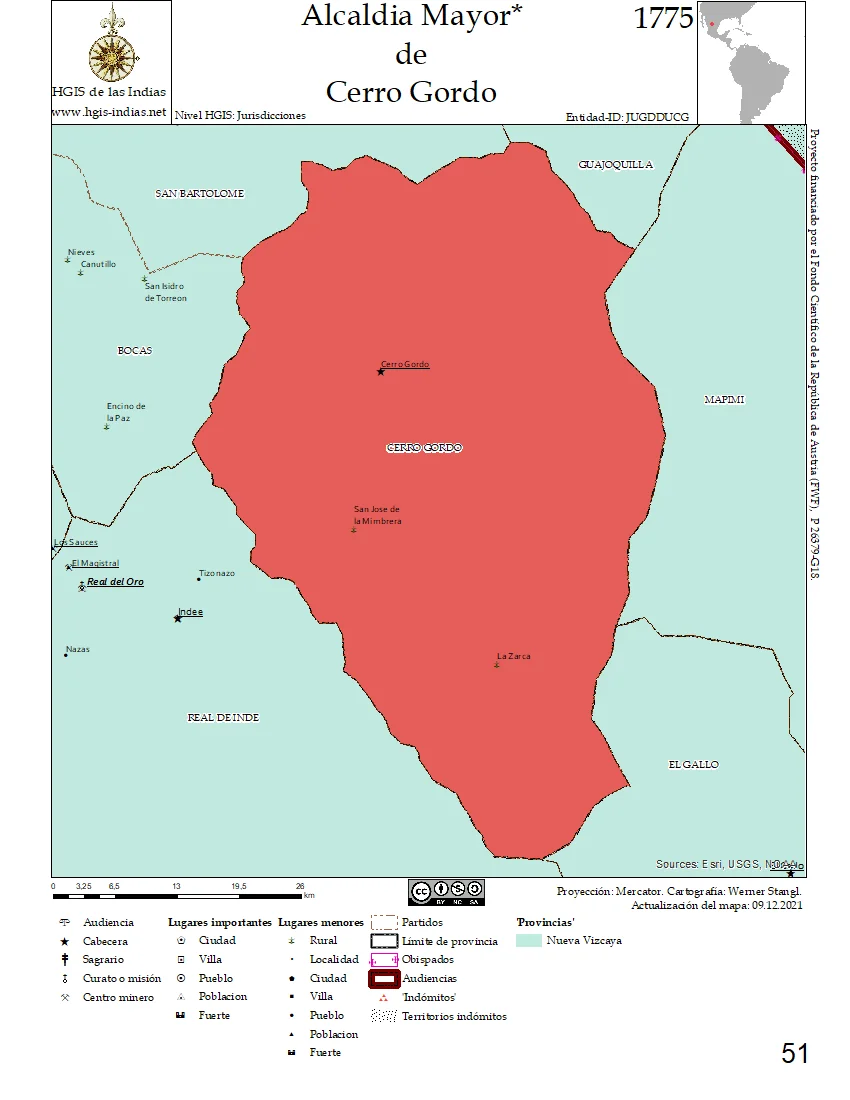 Alcaldia Mayor*
de
Cerro Gordo
1775
HGIS de las Indias
www.hgis-indias.net
Nivel HGIS: Jurisdicciones
Entidad-ID: JUGDDUCG
Proyecto financiado por el Fondo Científico de la República de Austria (FWF), P 26379-G18.
GUAJOQUILLA
SAN BARTOLOME
Nieves
Canutillo
San Isidro
de Torreon
BOCAS
Cerro Gordo
MAPIMI
Encino de
la Paz
CERRO GORDO
San Jose de
la Mimbrera
Los Sauces
El Magistral
Real del Oro
Tizonazo
Indee
Nazas
La Zarca
REAL DE INDE
EL GALLO
Sources: Esri, USGS, NOAA
0 3,25 6,5 13 19,5 26
km
BY NC SA
Proyección: Mercator. Cartografía: Werner Stangl.
Actualización del mapa: 09.12.2021
Audiencia
Cabecera
Sagrario
Curato o misión
Centro minero
Lugares importantes
Ciudad
Villa
Pueblo
Poblacion
Fuerte
Lugares menores
Rural
Localidad
Ciudad
Villa
Pueblo
Poblacion
Fuerte
Partidos
Límite de provincia
Obispados
Audiencias
'Indómitos'
Territorios indómitos
'Provincias'
Nueva Vizcaya
51